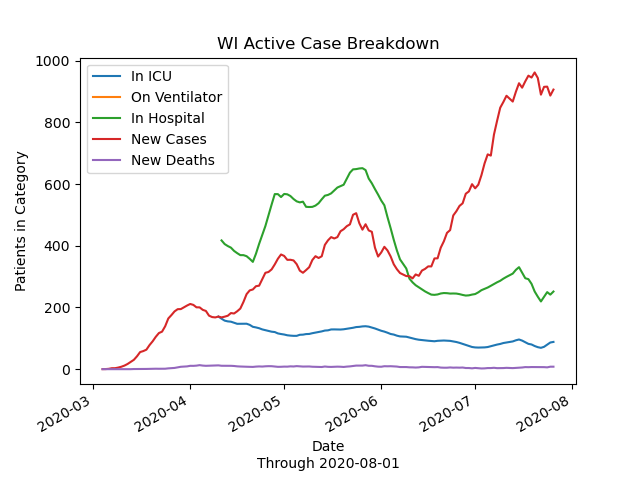 WI Active Case Breakdown
In ICU
On Ventilator
In Hospital
New Cases
New Deaths
Patients in Category
1000
800
600
400
200
0
2020-03
2020-04
2020-05
2020-06
2020-07
2020-08
Date
Through 2020-08-01